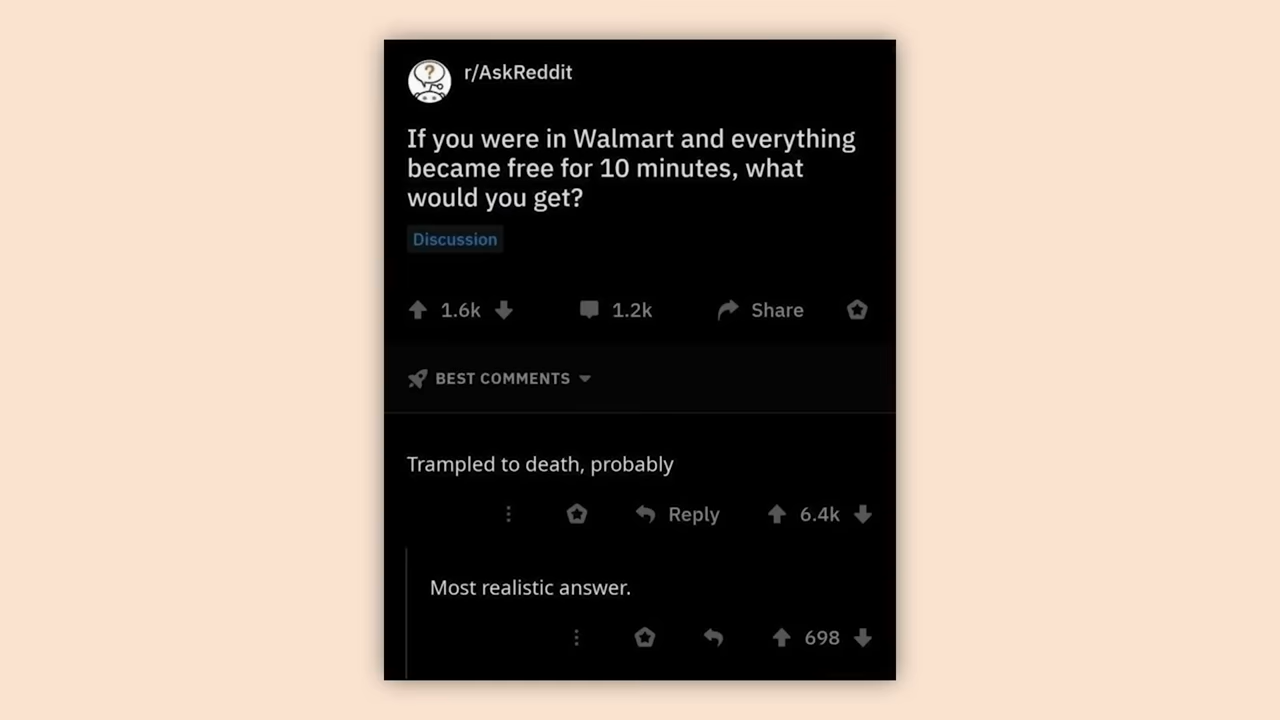 r/AskReddit
If you were in Walmart and everything
became free for 10 minutes, what
would you get?
Discussion
1.6k 1.2k Share
BEST COMMENTS
Trampled to death, probably
Reply 6.4k
Most realistic answer.
698